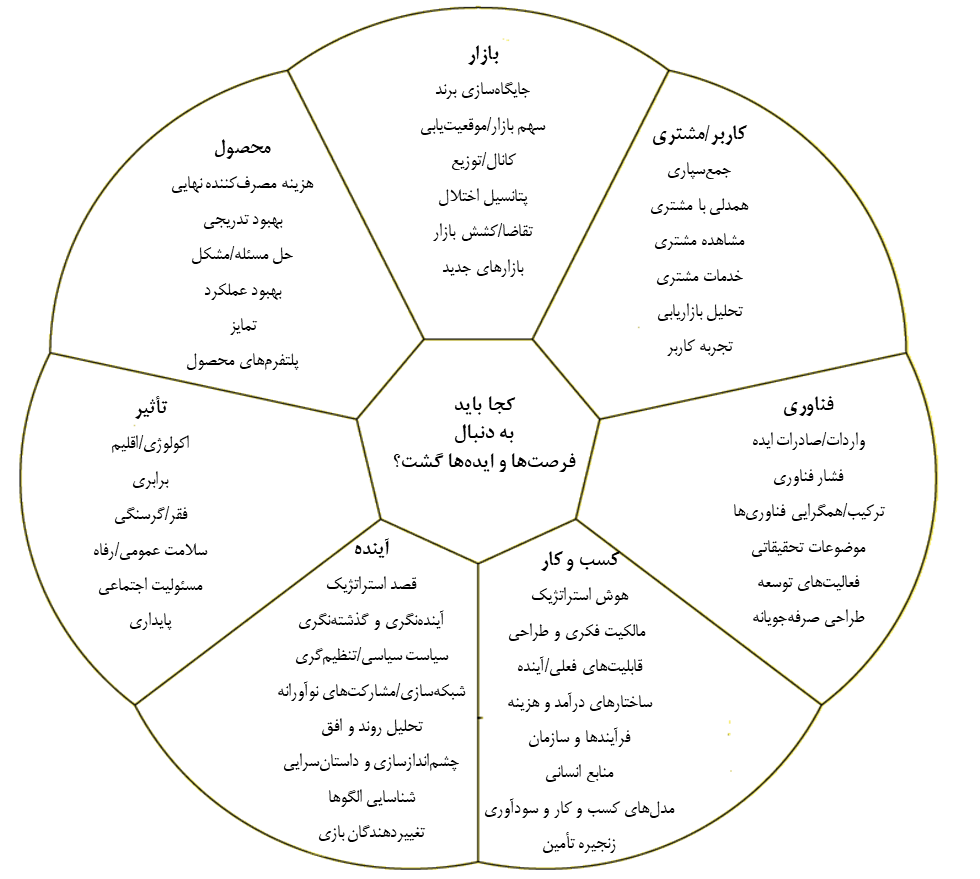 بازار
جایگاه‌سازی برند
سهم بازار/موقعیت‌یابی
کانال/توزیع
پتانسیل اختلال
تقاضا/کشش بازار
بازارهای جدید
کاربر/مشتری
جمع‌سپاری
همدلی با مشتری
مشاهده مشتری
خدمات مشتری
تحلیل بازاریابی
تجربه کاربر
فناوری
واردات/صادرات ایده
فشار فناوری
ترکیب/همگرایی فناوری‌ها
موضوعات تحقیقاتی
فعالیت‌های توسعه
طراحی صرفه‌جویانه
کسب و کار
هوش استراتژیک
مالکیت فکری و طراحی
قابلیت‌های فعلی/آینده
ساختارهای درآمد و هزینه
فرآیندها و سازمان
منابع انسانی
مدل‌های کسب و کار و سودآوری
زنجیره تأمین
آینده
قصد استراتژیک
آینده‌نگری و گذشته‌نگری
سیاست سیاسی/تنظیم‌گری
شبکه‌سازی/مشارکت‌های نوآورانه
تحلیل روند و افق
چشم‌اندازسازی و داستان‌سرایی
شناسایی الگوها
تغییردهندگان بازی
تأثیر
اکولوژی/اقلیم
برابری
فقر/گرسنگی
سلامت عمومی/رفاه
مسئولیت اجتماعی
پایداری
محصول
هزینه مصرف‌کننده نهایی
بهبود تدریجی
حل مسئله/مشکل
بهبود عملکرد
تمایز
پلتفرم‌های محصول
کجا باید
به دنبال
فرصت‌ها و ایده‌ها گشت؟